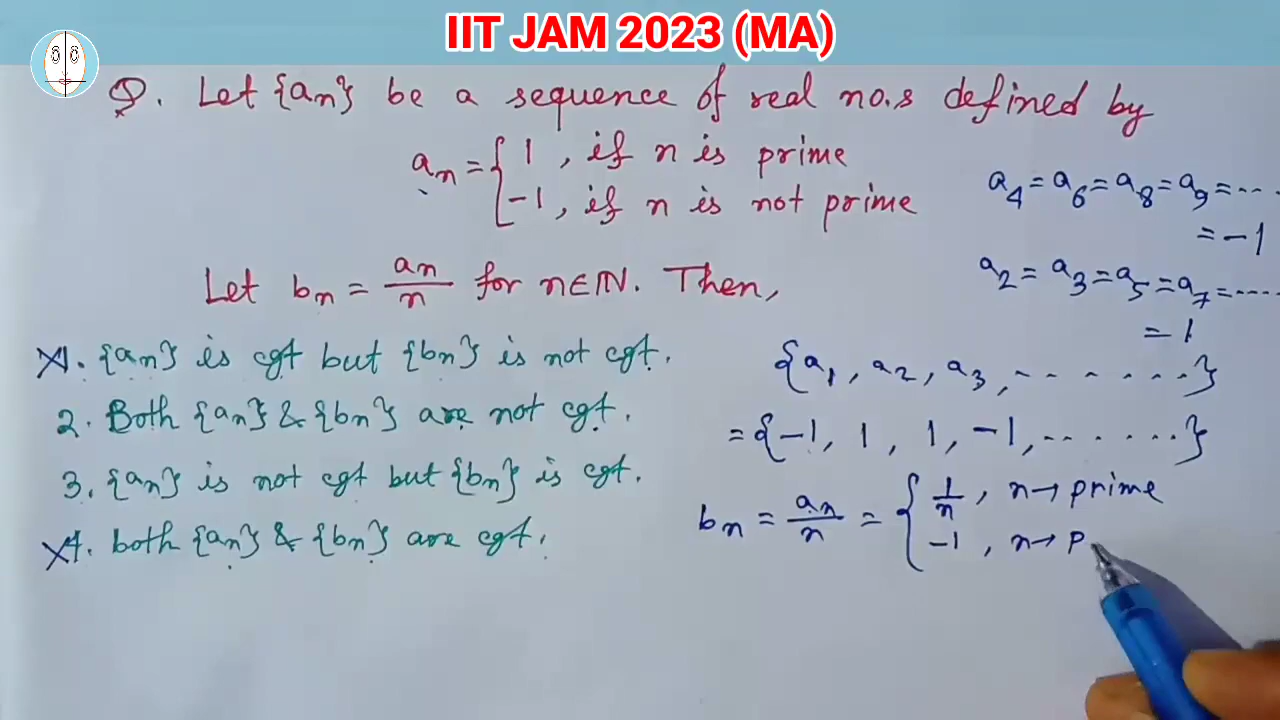 IIT JAM 2023 (MA)
Q. Let {an} be a sequence of real no.s defined by
an = { 1 , if n is prime
-1 , if n is not prime
Let bn = an/n for n∈ℕ. Then,
1. {an} is cgt but {bn} is not cgt.
2. Both {an} & {bn} are not cgt.
3. {an} is not cgt but {bn} is cgt.
4. both {an} & {bn} are cgt.
a4 = a6 = a8 = a9 = ....
= -1
a2 = a3 = a5 = a7 = .....
= 1
{a1, a2, a3, .......}
= {-1, 1, 1, -1, .......}
bn = an/n = { 1/n , n→ prime
-1 , n→ p